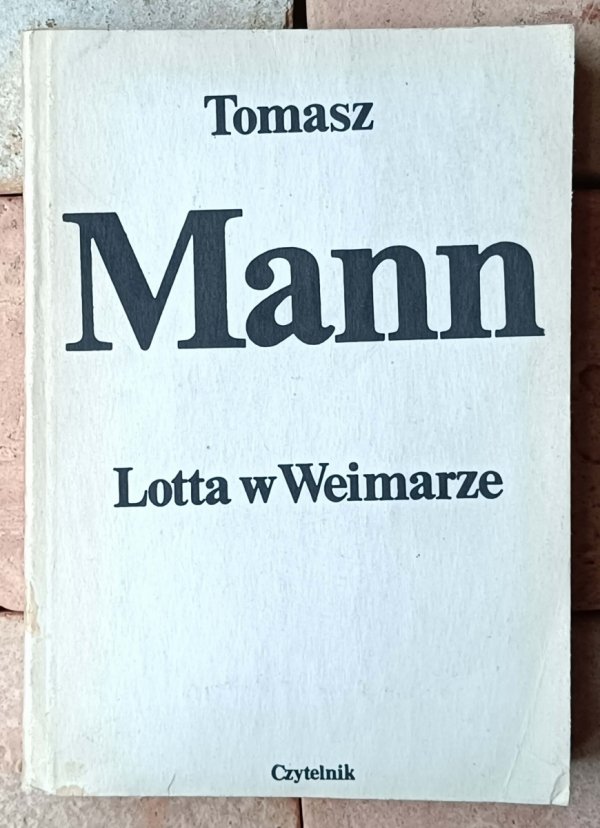 Tomasz
Mann
Lotta w Weimarze
Czytelnik